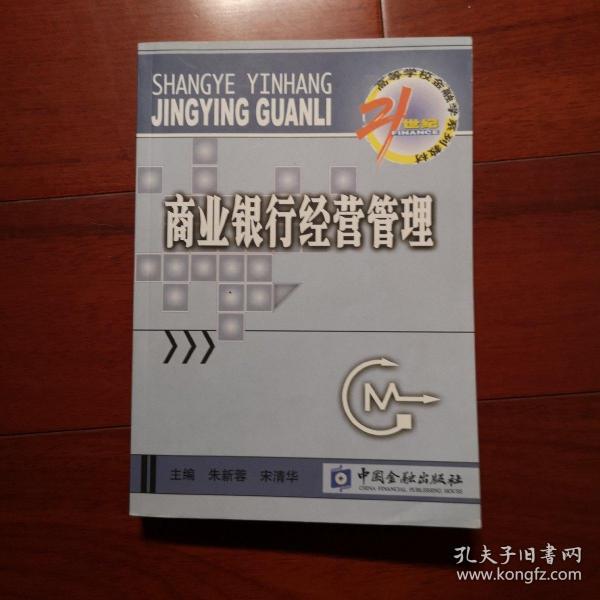 SHANGYE YINHANG
JINGYING GUANLI
高等学校金融学系列教材
21世纪
FINANCE
商业银行经营管理
CM
主编 朱新蓉 宋清华
中国金融出版社
CHINA FINANCIAL PUBLISHING HOUSE
孔夫子旧书网
www.kongfz.com